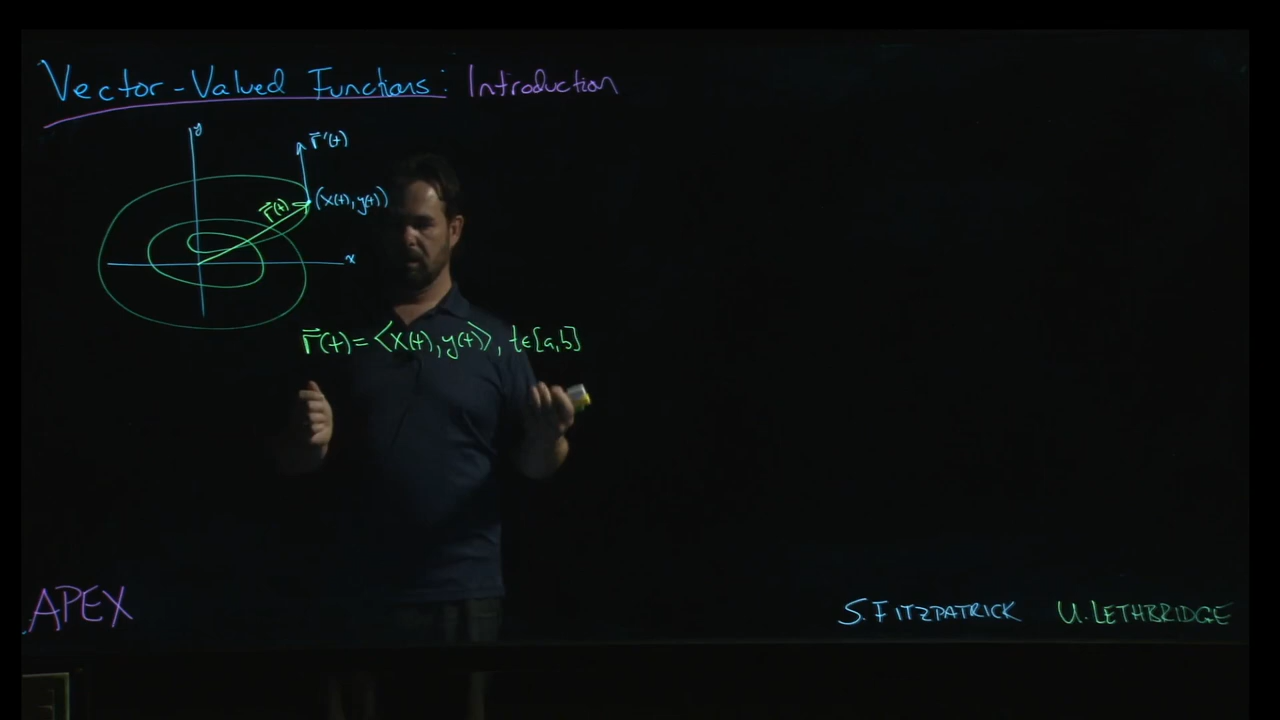 Vector-Valued Functions: Introduction
y
r⃗'(t)
r⃗(t) (x(t), y(t))
x
r⃗(t) = ⟨x(t), y(t)⟩, t∈[a,b]
APEX
S. FITZPATRICK U. LETHBRIDGE